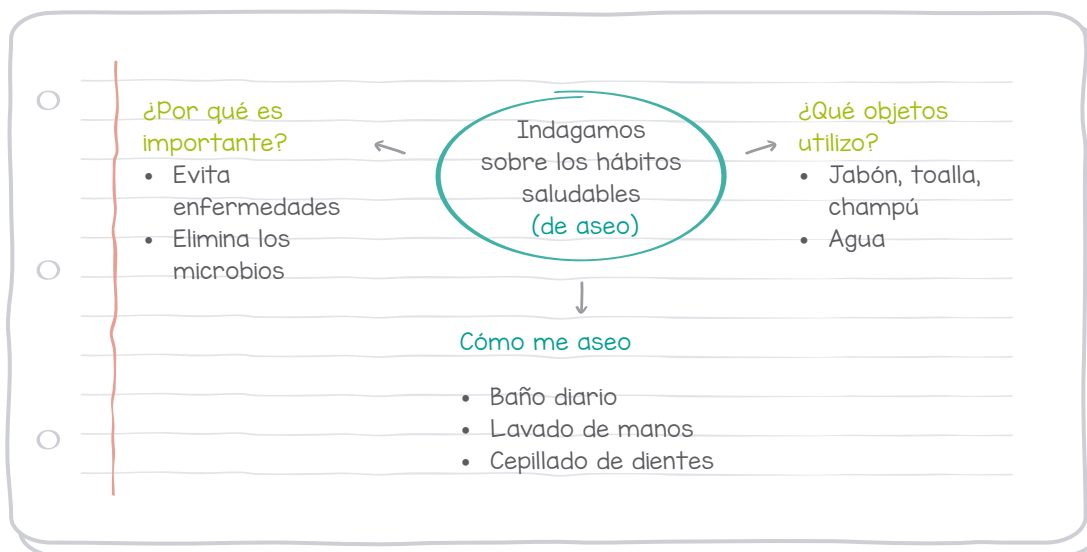 ¿Por qué es
importante?
• Evita
enfermedades
• Elimina los
microbios
Indagamos
sobre los hábitos
saludables
(de aseo)
¿Qué objetos
utilizo?
• Jabón, toalla,
champú
• Agua
Cómo me aseo
• Baño diario
• Lavado de manos
• Cepillado de dientes